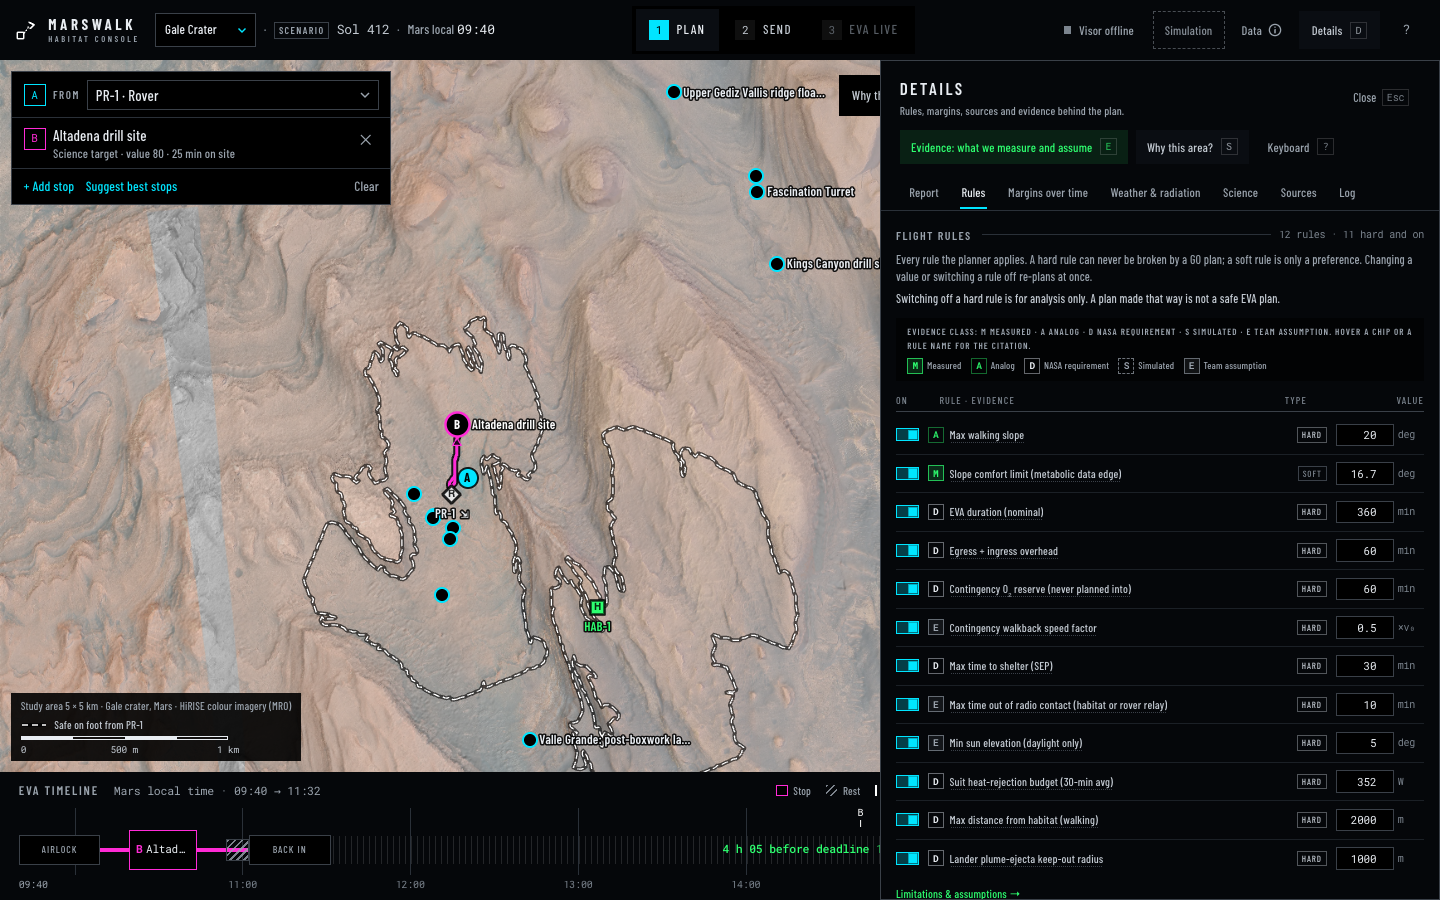 MARSWALK
HABITAT CONSOLE
Gale Crater
· SCENARIO Sol 412 · Mars local 09:40
1 PLAN
2 SEND
3 EVA LIVE
Visor offline
Simulation
Data
Details D
?
A FROM PR-1 · Rover
B Altadena drill site
Science target · value 80 · 25 min on site
+ Add stop Suggest best stops Clear
Upper Gediz Vallis ridge floa...
Why th
Fascination Turret
Kings Canyon drill s
B Altadena drill site
A
PR-1
H
HAB-1
Valle Grande: post-boxwork la...
Study area 5 × 5 km · Gale crater, Mars · HiRISE colour imagery (MRO)
Safe on foot from PR-1
0 500 m 1 km
EVA TIMELINE Mars local time · 09:40 → 11:32
Stop Rest
B
AIRLOCK
B Altad…
BACK IN
4 h 05 before deadline
09:40 11:00 12:00 13:00 14:00
DETAILS
Rules, margins, sources and evidence behind the plan.
Close Esc
Evidence: what we measure and assume E
Why this area? S
Keyboard ?
Report Rules Margins over time Weather & radiation Science Sources Log
FLIGHT RULES 12 rules · 11 hard and on
Every rule the planner applies. A hard rule can never be broken by a GO plan; a soft rule is only a preference. Changing a
value or switching a rule off re-plans at once.
Switching off a hard rule is for analysis only. A plan made that way is not a safe EVA plan.
EVIDENCE CLASS: M MEASURED · A ANALOG · D NASA REQUIREMENT · S SIMULATED · E TEAM ASSUMPTION. HOVER A CHIP OR A
RULE NAME FOR THE CITATION.
M Measured A Analog D NASA requirement S Simulated E Team assumption
ON RULE · EVIDENCE TYPE VALUE
A Max walking slope HARD 20 deg
M Slope comfort limit (metabolic data edge) SOFT 16.7 deg
D EVA duration (nominal) HARD 360 min
D Egress + ingress overhead HARD 60 min
D Contingency O₂ reserve (never planned into) HARD 60 min
E Contingency walkback speed factor HARD 0.5 ×v₀
D Max time to shelter (SEP) HARD 30 min
E Max time out of radio contact (habitat or rover relay) HARD 10 min
E Min sun elevation (daylight only) HARD 5 deg
D Suit heat-rejection budget (30-min avg) HARD 352 W
D Max distance from habitat (walking) HARD 2000 m
D Lander plume-ejecta keep-out radius HARD 1000 m
Limitations & assumptions →